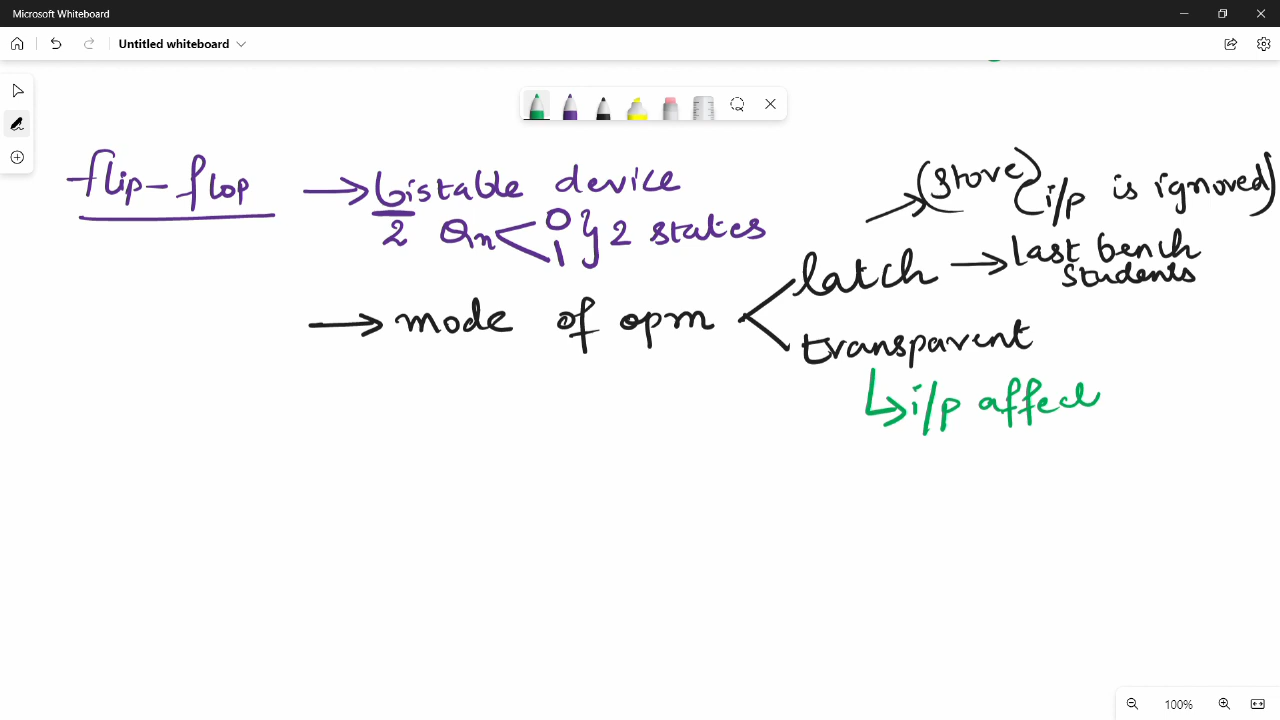 Microsoft Whiteboard
Untitled whiteboard
flip-flop → bistable device
2 Qn < 0 1 } 2 states
→ (store) (i/p is ignored)
latch → last bench students
→ mode of opn
transparent
↳ i/p affect
100%